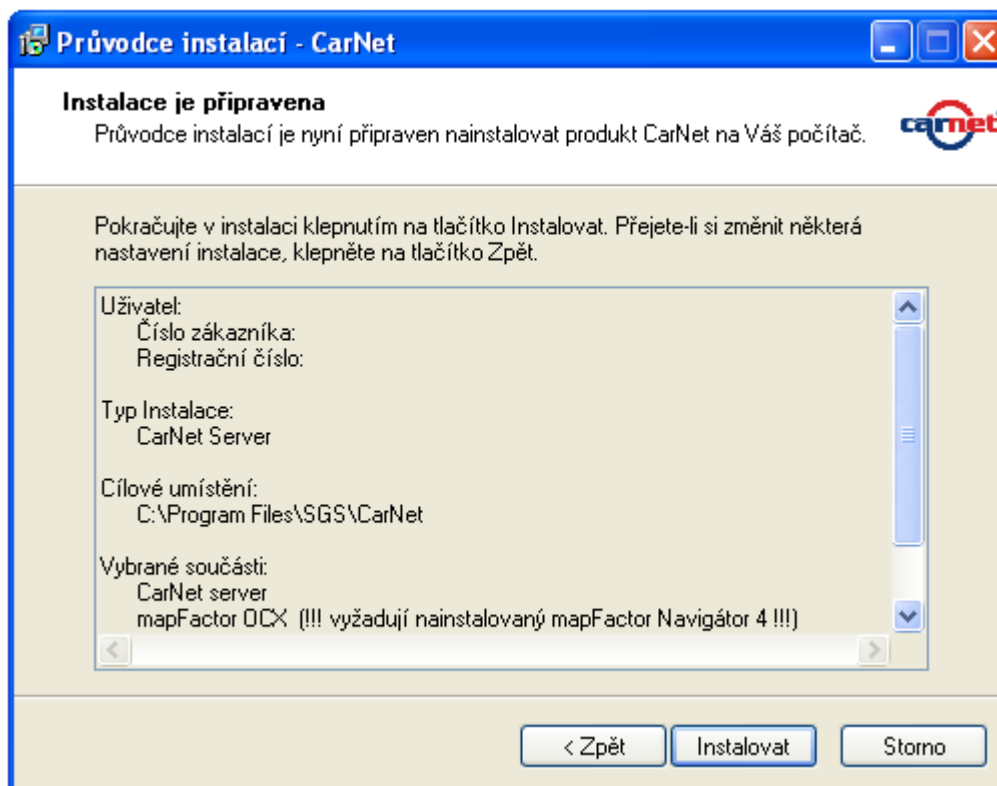 Průvodce instalací - CarNet
Instalace je připravena
Průvodce instalací je nyní připraven nainstalovat produkt CarNet na Váš počítač.
carnet
Pokračujte v instalaci klepnutím na tlačítko Instalovat. Přejete-li si změnit některá
nastavení instalace, klepněte na tlačítko Zpět.
Uživatel:
Číslo zákazníka:
Registrační číslo:
Typ Instalace:
CarNet Server
Cílové umístění:
C:\Program Files\SGS\CarNet
Vybrané součásti:
CarNet server
mapFactor OCX (!!! vyžadují nainstalovaný mapFactor Navigátor 4 !!!)
< Zpět
Instalovat
Storno